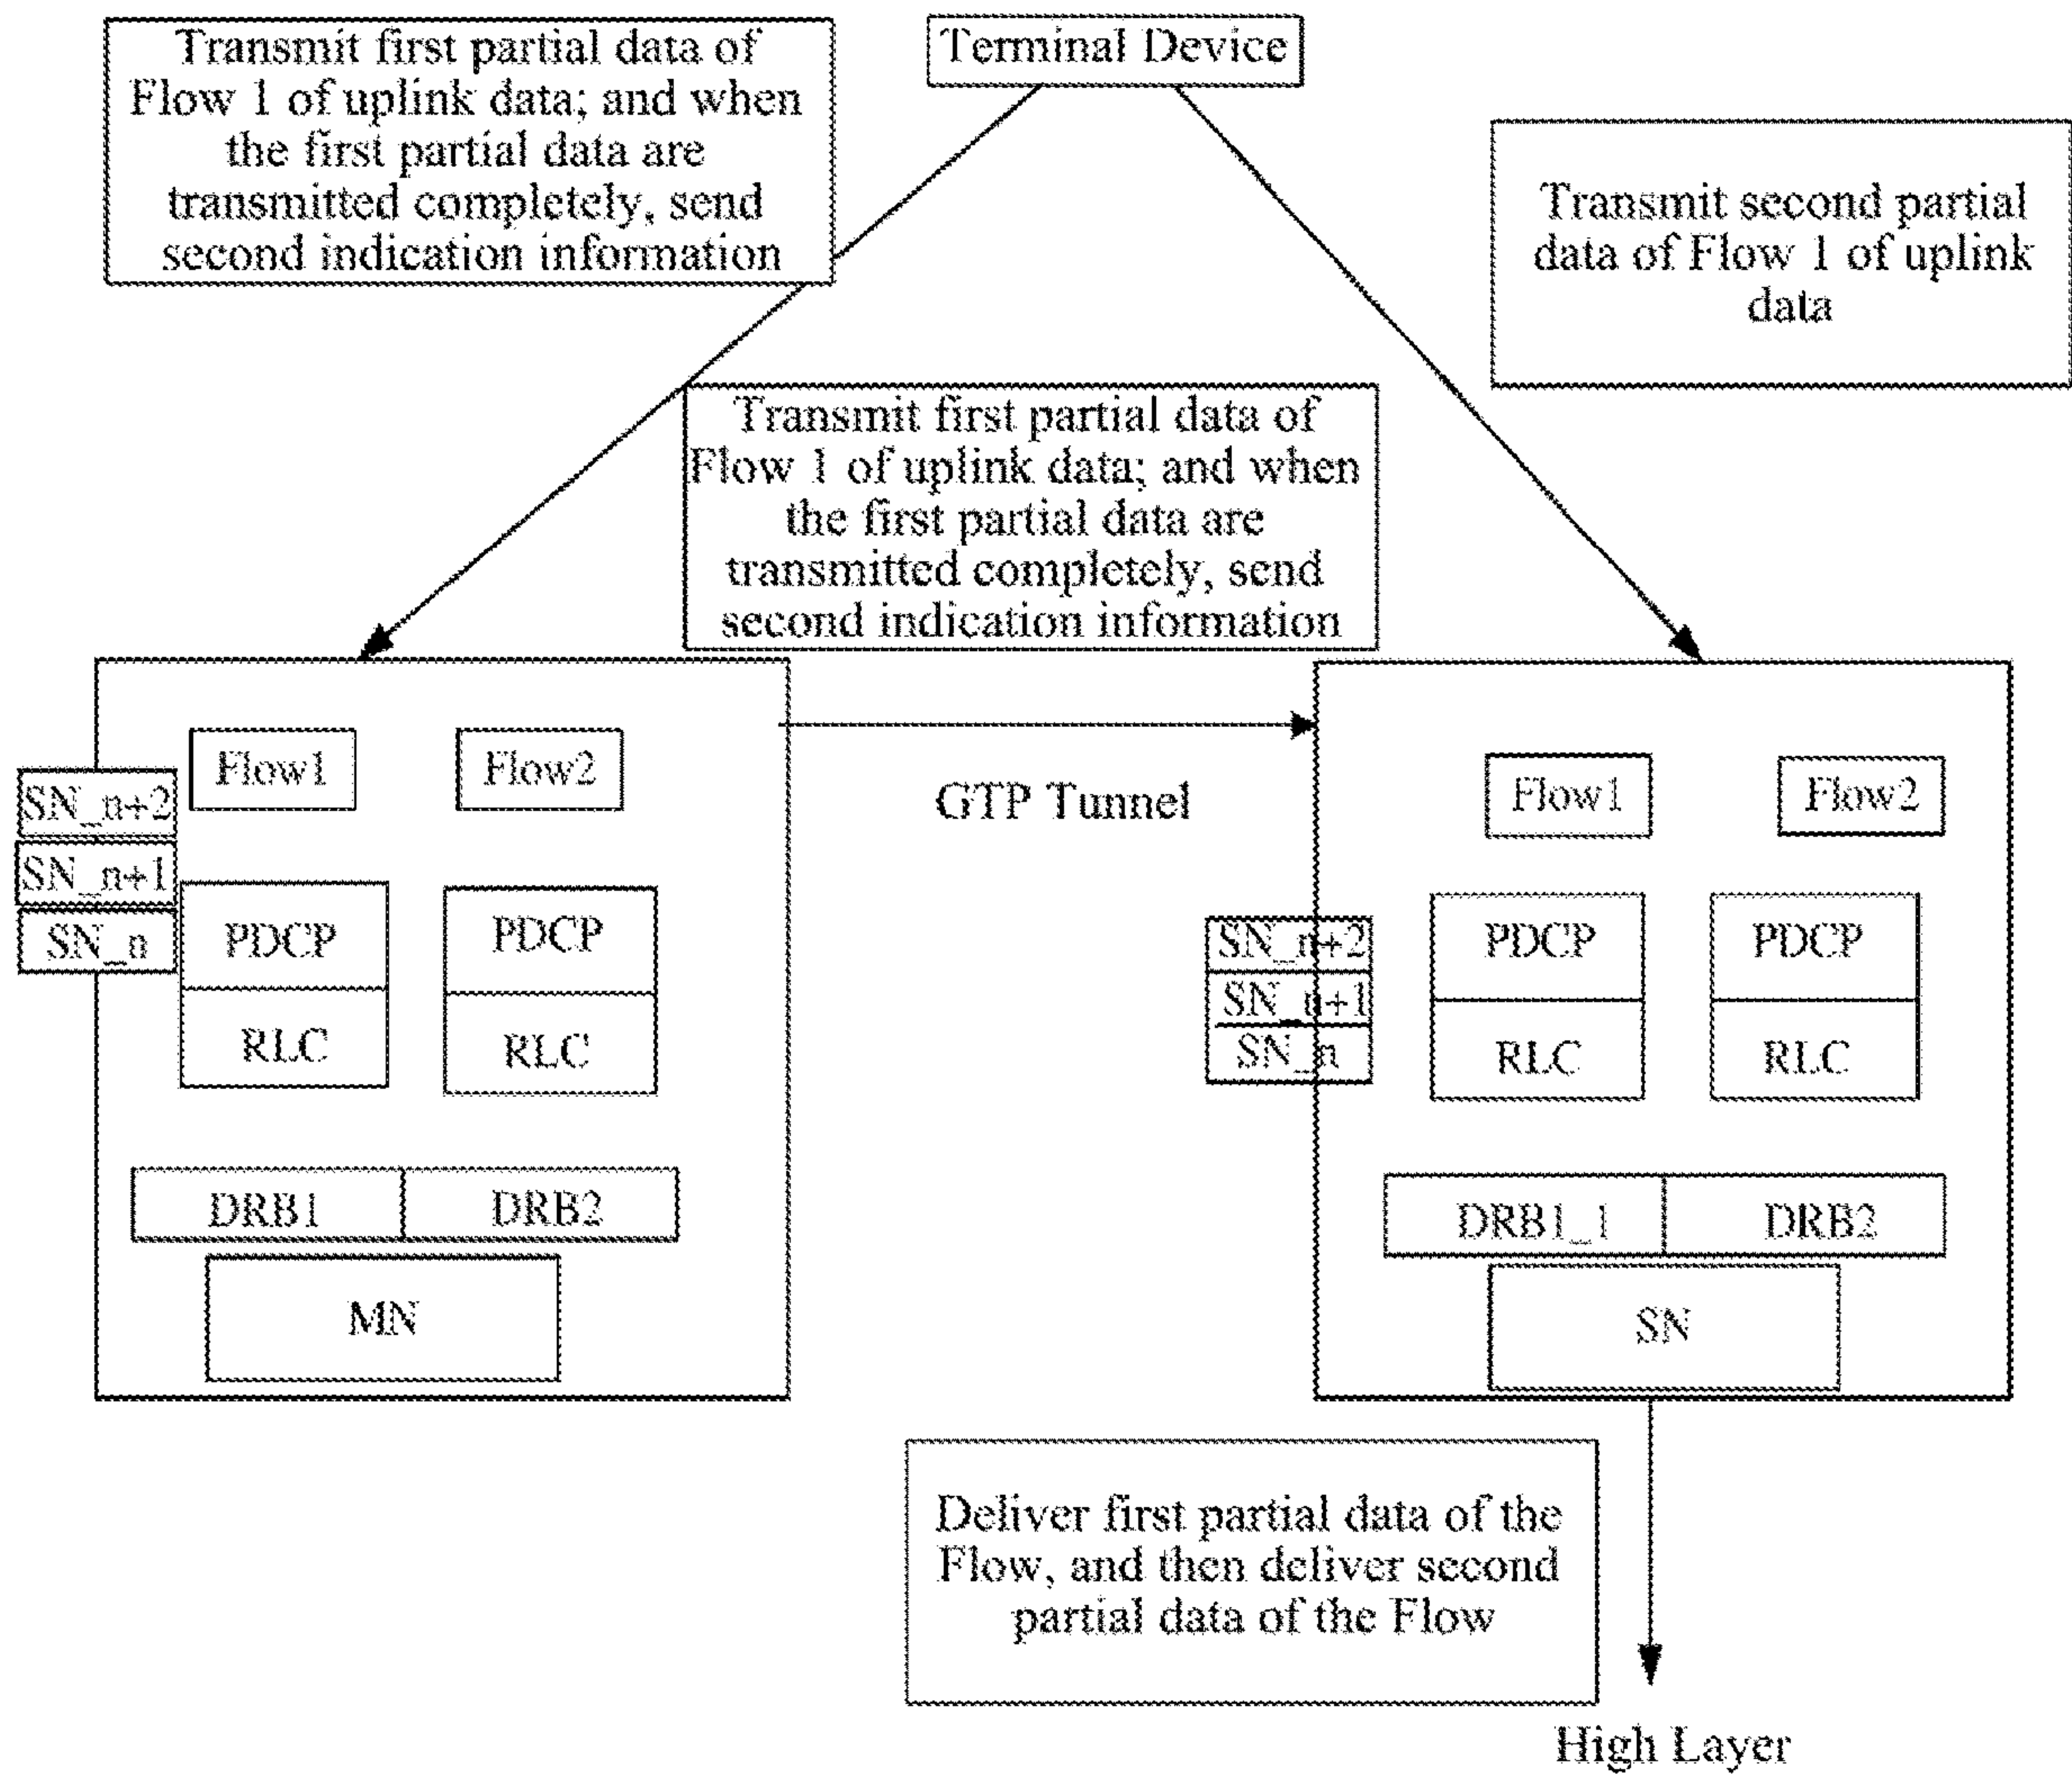 Transmit first partial data of
Flow 1 of uplink data; and when
the first partial data are
transmitted completely, send
second indication information
Terminal Device
Transmit second partial
data of Flow 1 of uplink
data
Transmit first partial data of
Flow 1 of uplink data; and when
the first partial data are
transmitted completely, send
second indication information
Flow1
Flow2
SN_n+2
SN_n+1
SN_n
PDCP
RLC
PDCP
RLC
DRB1
DRB2
MN
GTP Tunnel
Flow1
Flow2
SN_n+2
SN_n+1
SN_n
PDCP
RLC
PDCP
RLC
DRB1_1
DRB2
SN
Deliver first partial data of the
Flow, and then deliver second
partial data of the Flow
High Layer